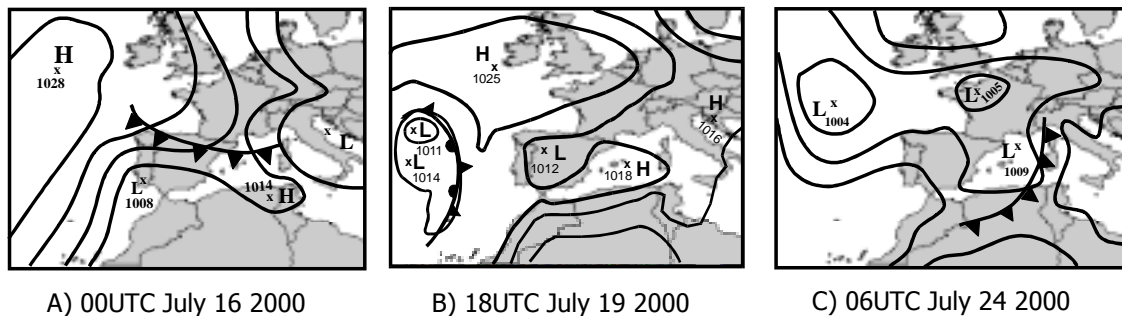 H
x
1028
x
L
L x
1008
1014
x H
A) 00UTC July 16 2000
H
x
1025
x L
1011
x L
1014
x L
1012
x
1018 H
H
x
1016
B) 18UTC July 19 2000
L x
1004
L x
1005
L x
1009
C) 06UTC July 24 2000